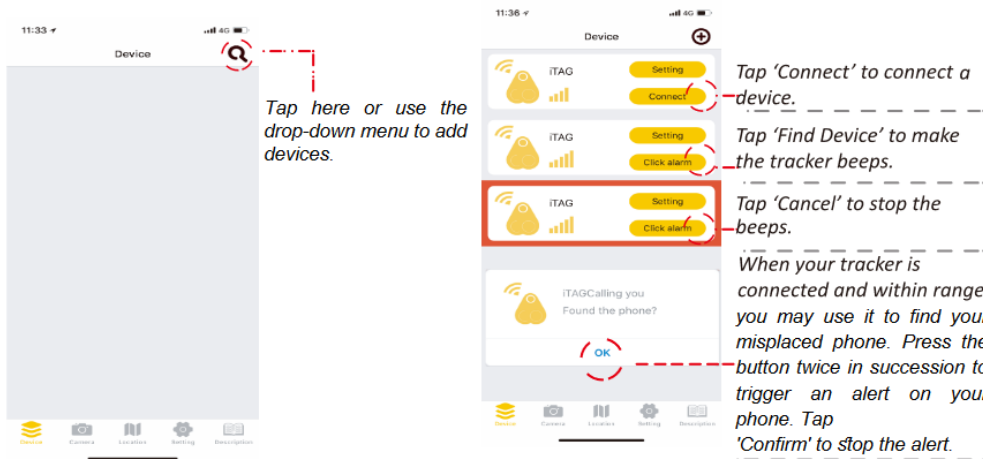 11:33
4G
Device
Tap here or use the
drop-down menu to add
devices.
Device
Camera
Location
Setting
Description
11:36
4G
Device
iTAG
Setting
Connect
iTAG
Setting
Click alarm
iTAG
Setting
Click alarm
iTAGCalling you
Found the phone?
OK
Device
Camera
Location
Setting
Description
Tap ‘Connect’ to connect a
device.
Tap ‘Find Device’ to make
the tracker beeps.
Tap ‘Cancel’ to stop the
beeps.
When your tracker is
connected and within range
you may use it to find your
misplaced phone. Press the
button twice in succession to
trigger an alert on your
phone. Tap
'Confirm' to stop the alert.